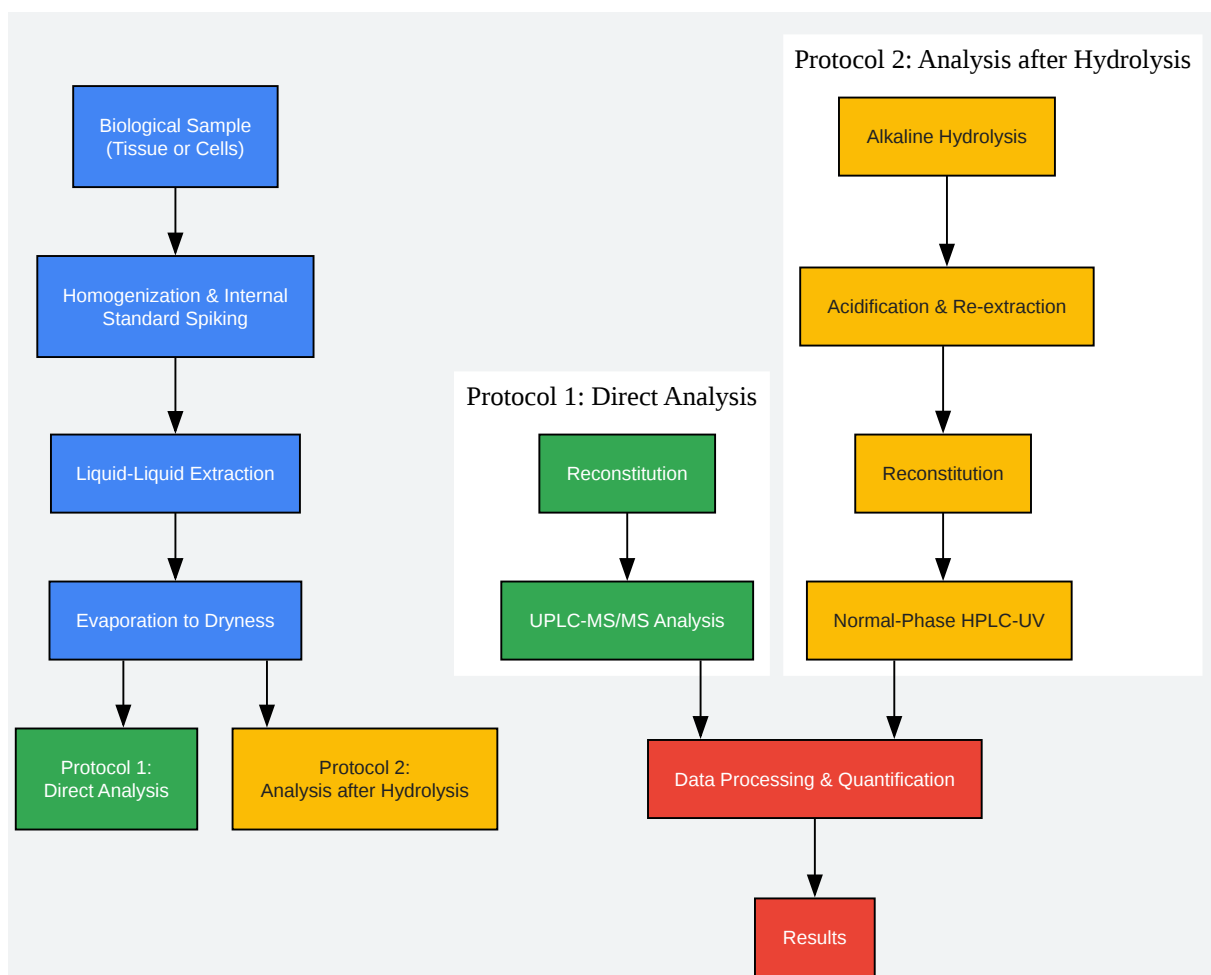 Biological Sample
(Tissue or Cells)
Homogenization & Internal
Standard Spiking
Liquid-Liquid Extraction
Evaporation to Dryness
Protocol 1:
Direct Analysis
Protocol 2:
Analysis after Hydrolysis
Protocol 1: Direct Analysis
Reconstitution
UPLC-MS/MS Analysis
Protocol 2: Analysis after Hydrolysis
Alkaline Hydrolysis
Acidification & Re-extraction
Reconstitution
Normal-Phase HPLC-UV
Data Processing & Quantification
Results